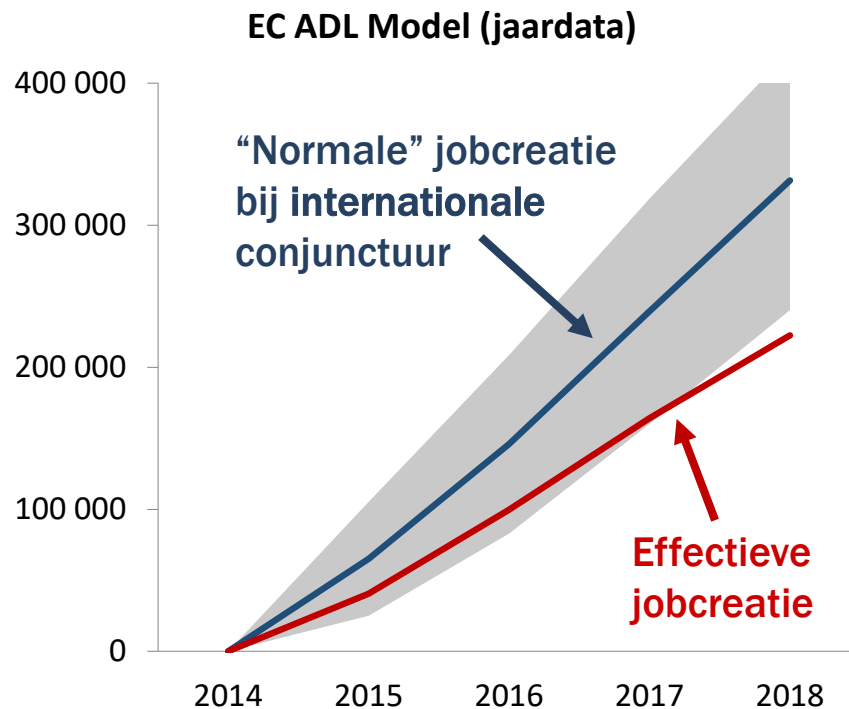 EC ADL Model (jaardata)
400 000
“Normale” jobcreatie
bij internationale
conjunctuur
300 000
200 000
100 000
Effectieve
jobcreatie
0
2014 2015 2016 2017 2018